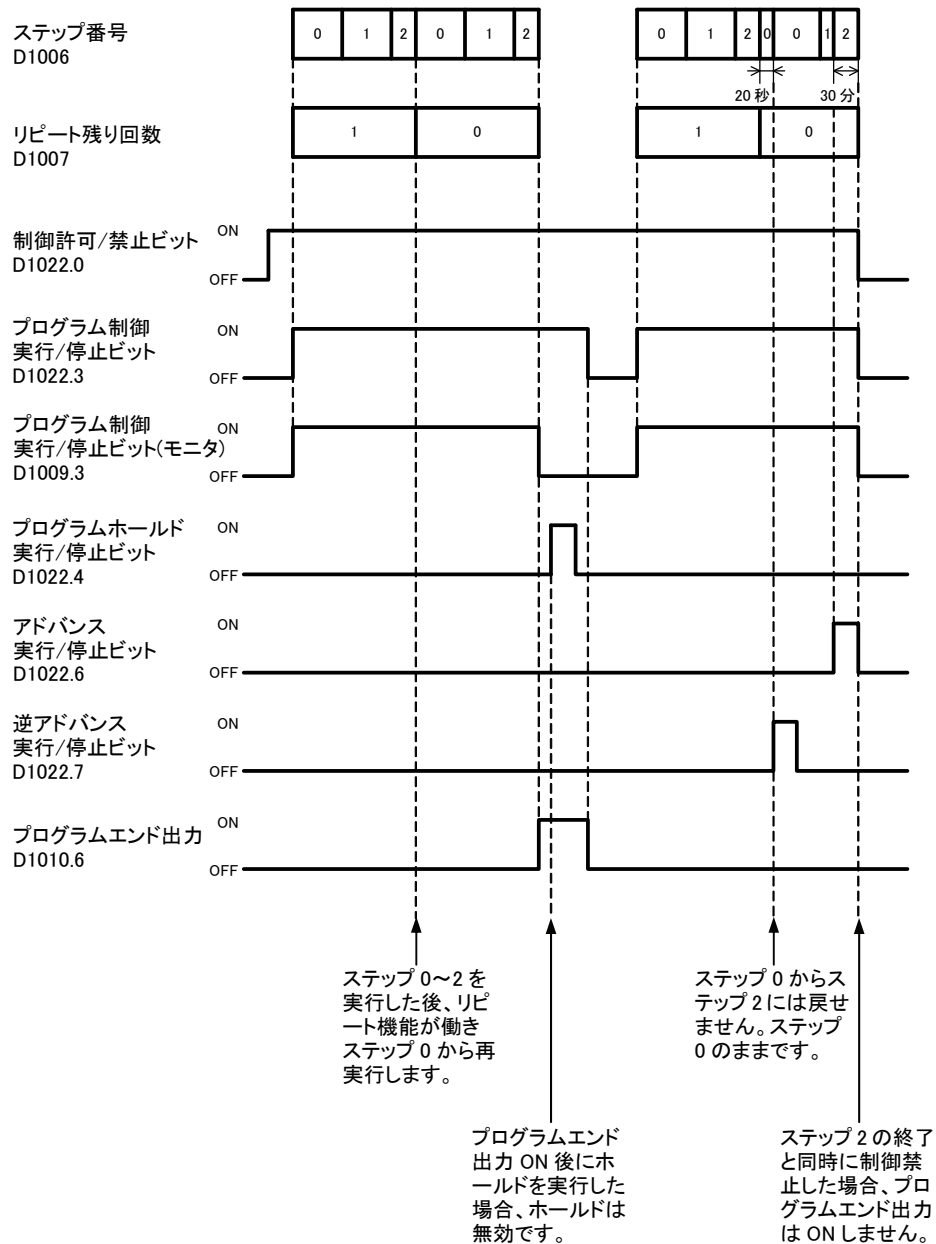 ステップ番号
D1006
0 1 2 0 1 2
0 1 2 0 0 1 2
20 秒
30 分
リピート残り回数
D1007
1 0
1 0
制御許可/禁止ビット
D1022.0
ON
OFF
プログラム制御
実行/停止ビット
D1022.3
ON
OFF
プログラム制御
実行/停止ビット(モニタ)
D1009.3
ON
OFF
プログラムホールド
実行/停止ビット
D1022.4
ON
OFF
アドバンス
実行/停止ビット
D1022.6
ON
OFF
逆アドバンス
実行/停止ビット
D1022.7
ON
OFF
プログラムエンド出力
D1010.6
ON
OFF
ステップ 0～2 を
実行した後、リピ
ート機能が働き
ステップ 0 から再
実行します。
ステップ 0 からス
テップ 2 には戻せ
ません。ステップ
0 のままです。
プログラムエンド
出力 ON 後にホ
ールドを実行した
場合、ホールドは
無効です。
ステップ 2 の終了
と同時に制御禁
止した場合、プロ
グラムエンド出力
は ON しません。